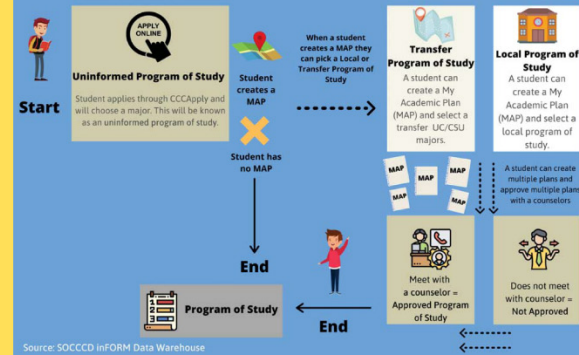 APPLY
ONLINE
Uninformed Program of Study
Student applies through CCCApply and
will choose a major. This will be known
as an uninformed program of study.
Start
Student
creates a
MAP
Student has
no MAP
When a student
creates a MAP they
can pick a Local or
Transfer Program of
Study
Transfer
Program of Study
A student can
create a My
Academic Plan
(MAP) and select a
transfer UC/CSU
majors.
Local Program of
Study
A student can
create a My
Academic Plan
(MAP) and select a
local program of
study.
MAP
MAP
MAP
MAP
MAP
A student can create
multiple plans and
approve multiple plans
with a counselors
Meet with
a counselor =
Approved Program
of Study
Does not meet
with counselor =
Not Approved
End
Program of Study
End
Source: SOCCCD inFORM Data Warehouse